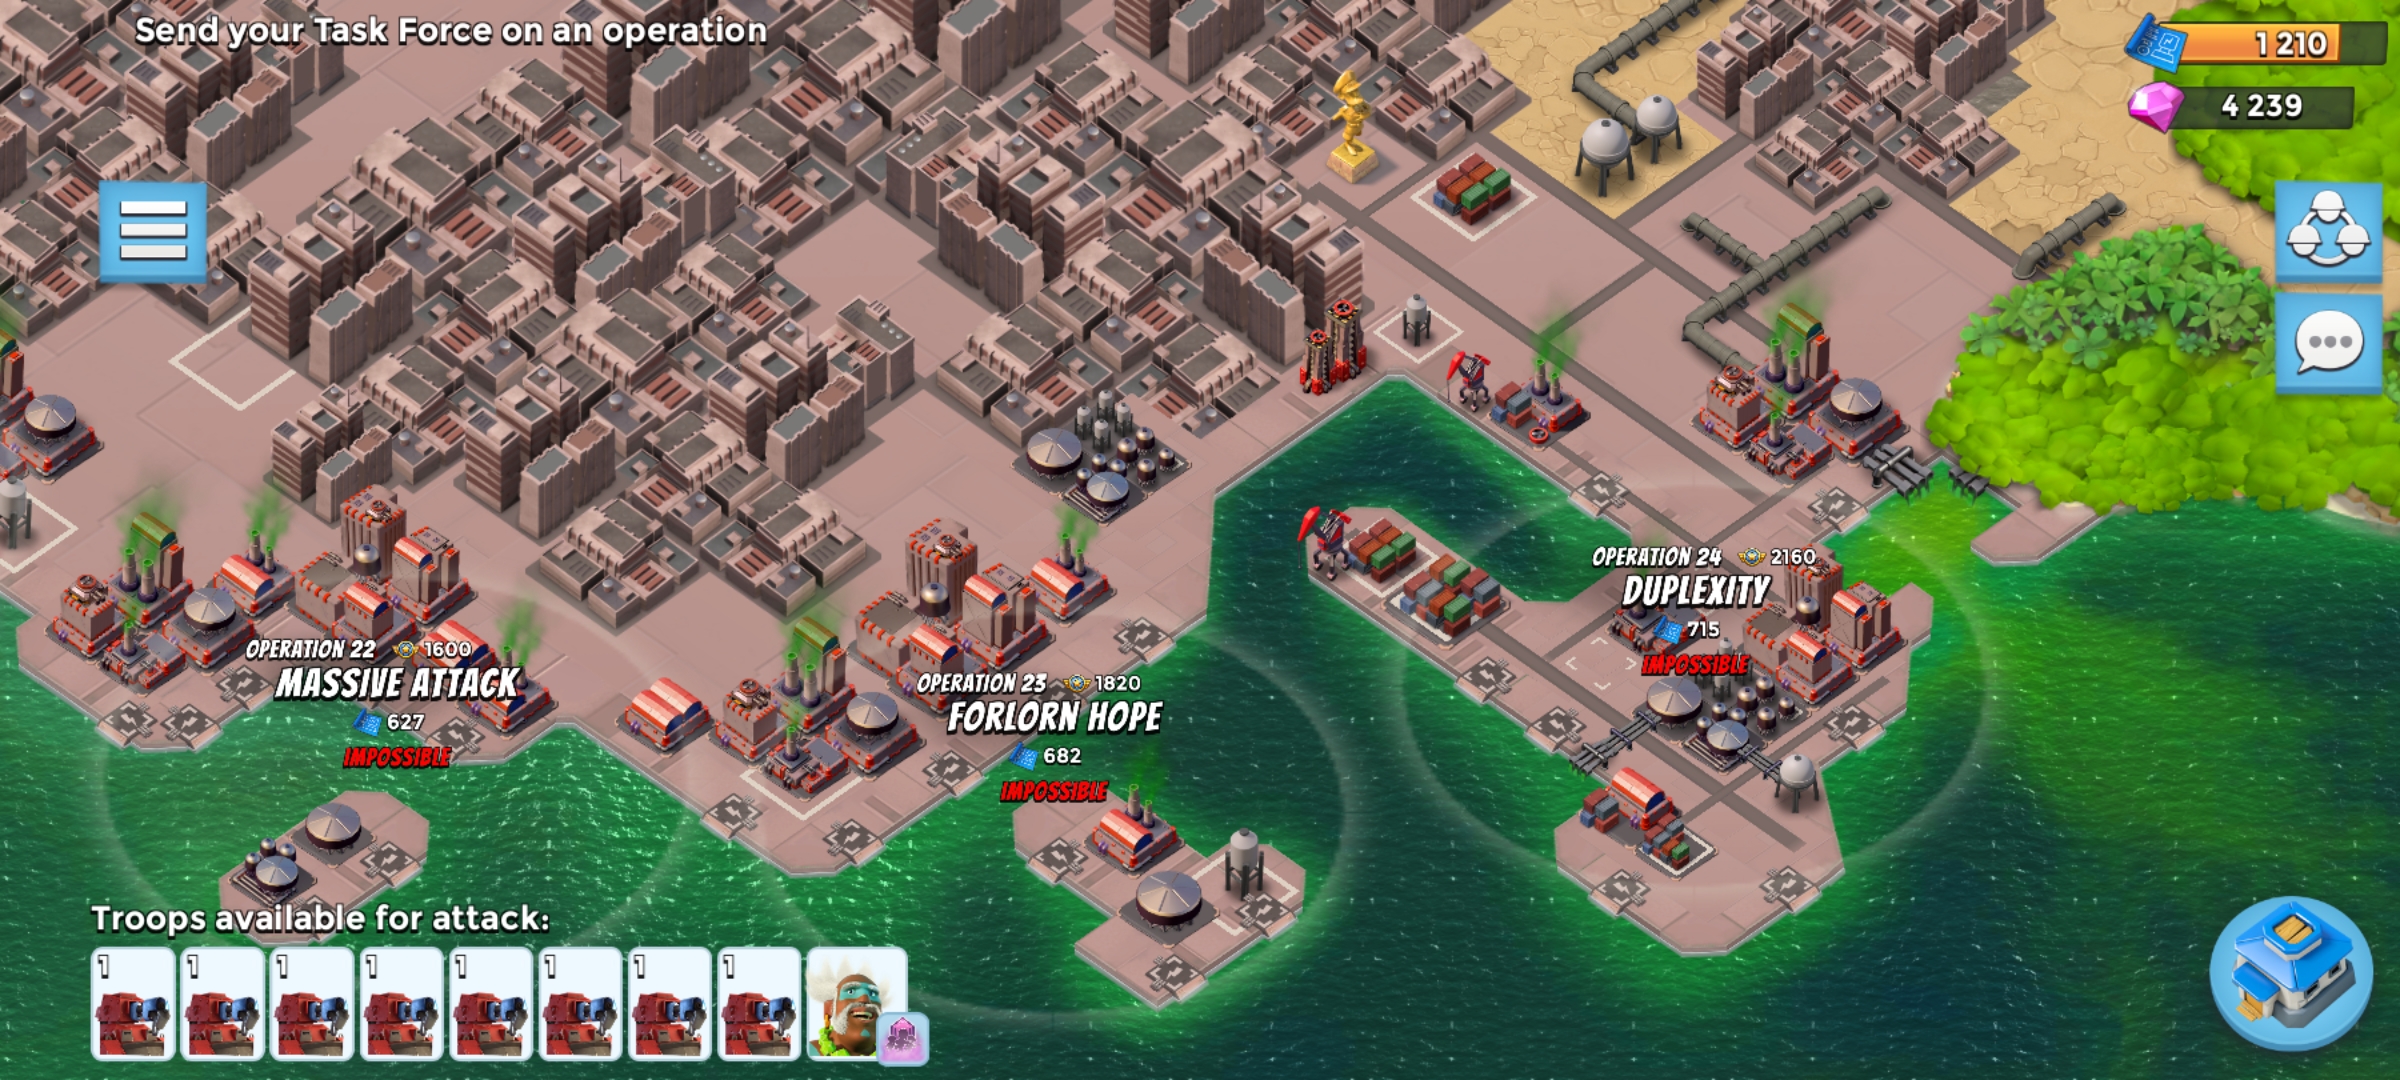 Send your Task Force on an operation
1 210
4 239
OPERATION 24 2160
DUPLEXITY
715
IMPOSSIBLE
OPERATION 22 1600
MASSIVE ATTACK
627
IMPOSSIBLE
OPERATION 23 1820
FORLORN HOPE
682
IMPOSSIBLE
Troops available for attack:
1 1 1 1 1 1 1 1